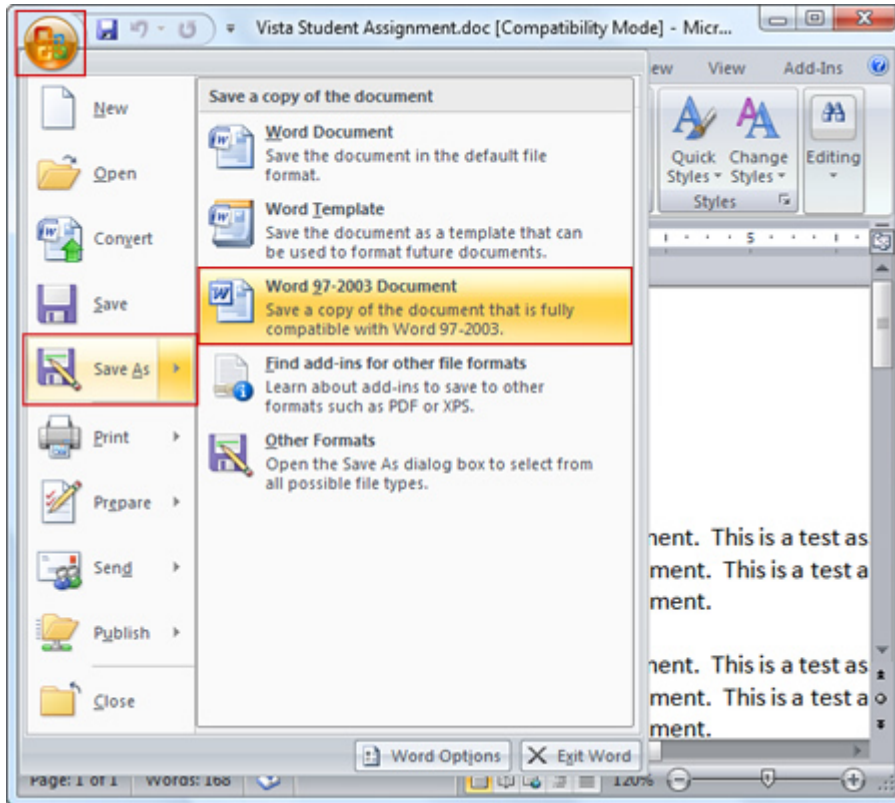 Vista Student Assignment.doc [Compatibility Mode] - Micr...
View
Add-Ins
New
Open
Convert
Save
Save As
Print
Prepare
Send
Publish
Close
Save a copy of the document
Word Document
Save the document in the default file
format.
Word Template
Save the document as a template that can
be used to format future documents.
Word 97-2003 Document
Save a copy of the document that is fully
compatible with Word 97-2003.
Find add-ins for other file formats
Learn about add-ins to save to other
formats such as PDF or XPS.
Other Formats
Open the Save As dialog box to select from
all possible file types.
Quick Styles
Change Styles
Editing
Styles
5
ment. This is a test as
ment. This is a test a
ment.
ment. This is a test as
ment. This is a test a
ment.
Word Options
Exit Word
Page: 1 of 1
Words: 168
120%